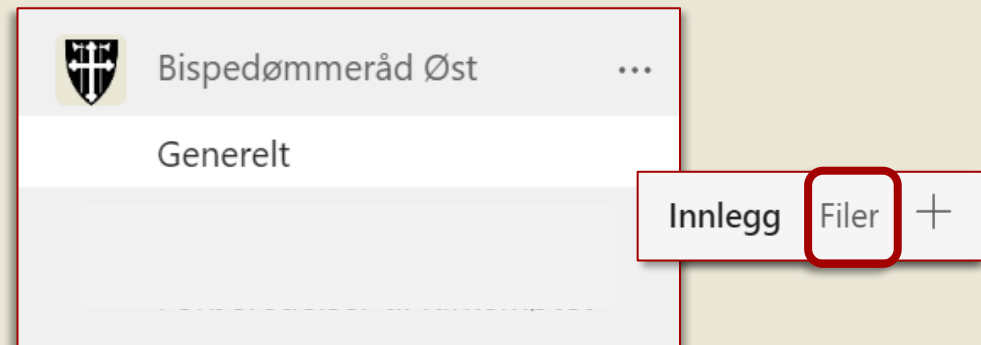 Bispedømmeråd Øst ...
Generelt
Innlegg Filer +